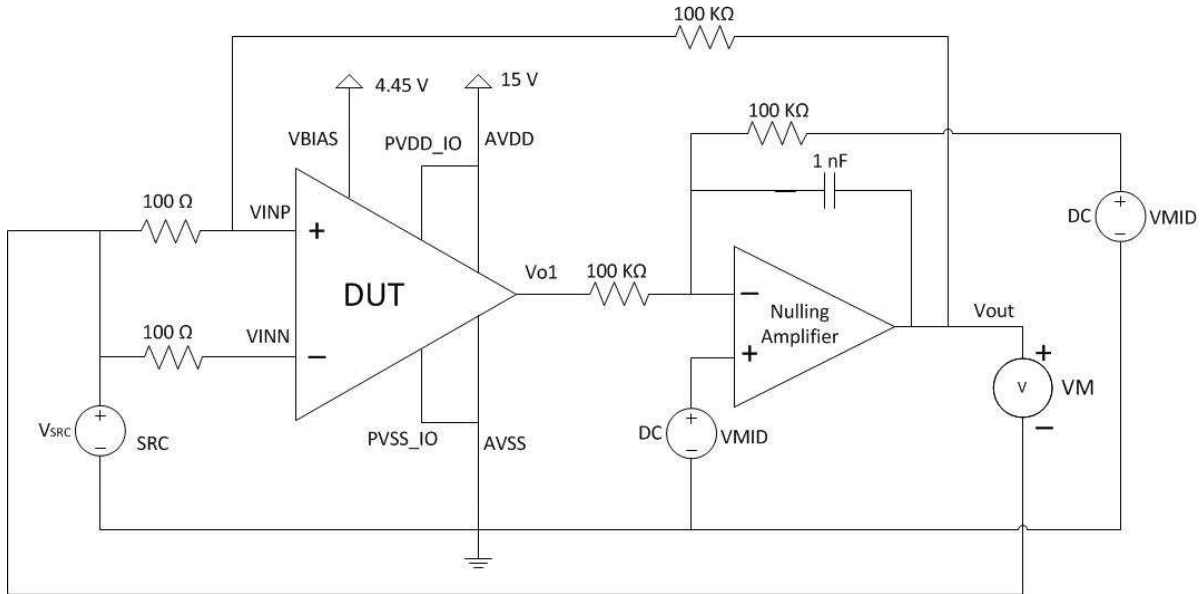 100 KΩ
4.45 V
15 V
VBIAS
PVDD_IO
AVDD
100 KΩ
1 nF
100 Ω
VINP
+
DUT
Vo1
100 KΩ
−
Nulling
Amplifier
+
Vout
DC
+
−
VMID
100 Ω
VINN
−
VSRC
+
−
SRC
PVSS_IO
AVSS
DC
+
−
VMID
+
V
VM
−